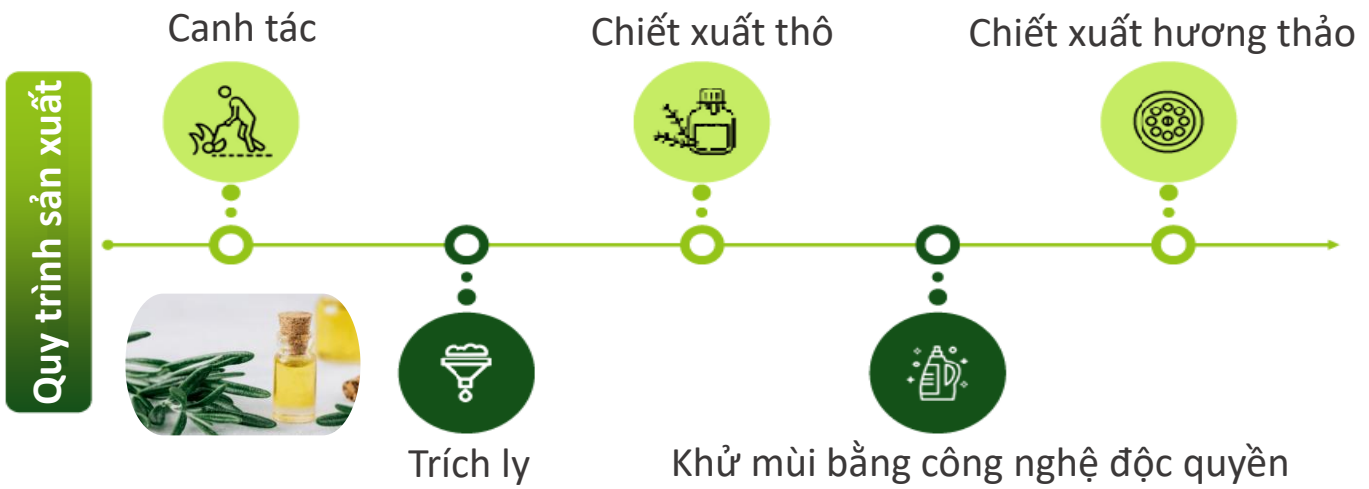 Quy trình sản xuất
Canh tác
Chiết xuất thô
Chiết xuất hương thảo
Trích ly
Khử mùi bằng công nghệ độc quyền